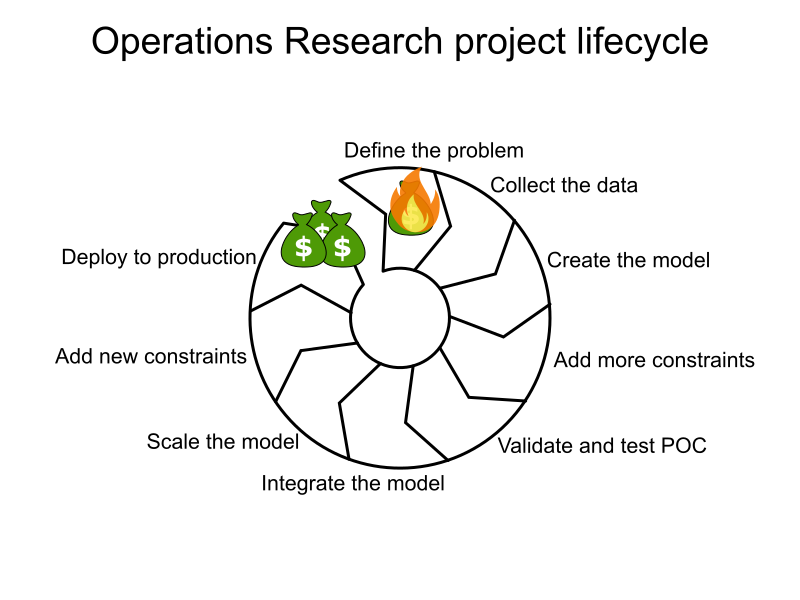 Operations Research project lifecycle
Define the problem
Collect the data
Create the model
Add more constraints
Validate and test POC
Integrate the model
Scale the model
Add new constraints
Deploy to production
$
$
$